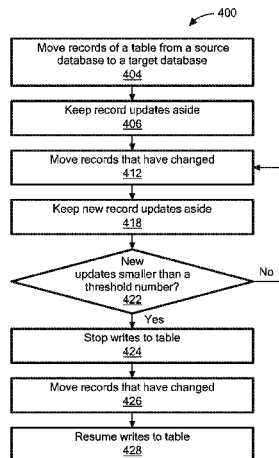 400
Move records of a table from a source
database to a target database
404
Keep record updates aside
406
Move records that have changed
412
Keep new record updates aside
418
New
updates smaller than a
threshold number?
422
No
Yes
Stop writes to table
424
Move records that have changed
426
Resume writes to table
428